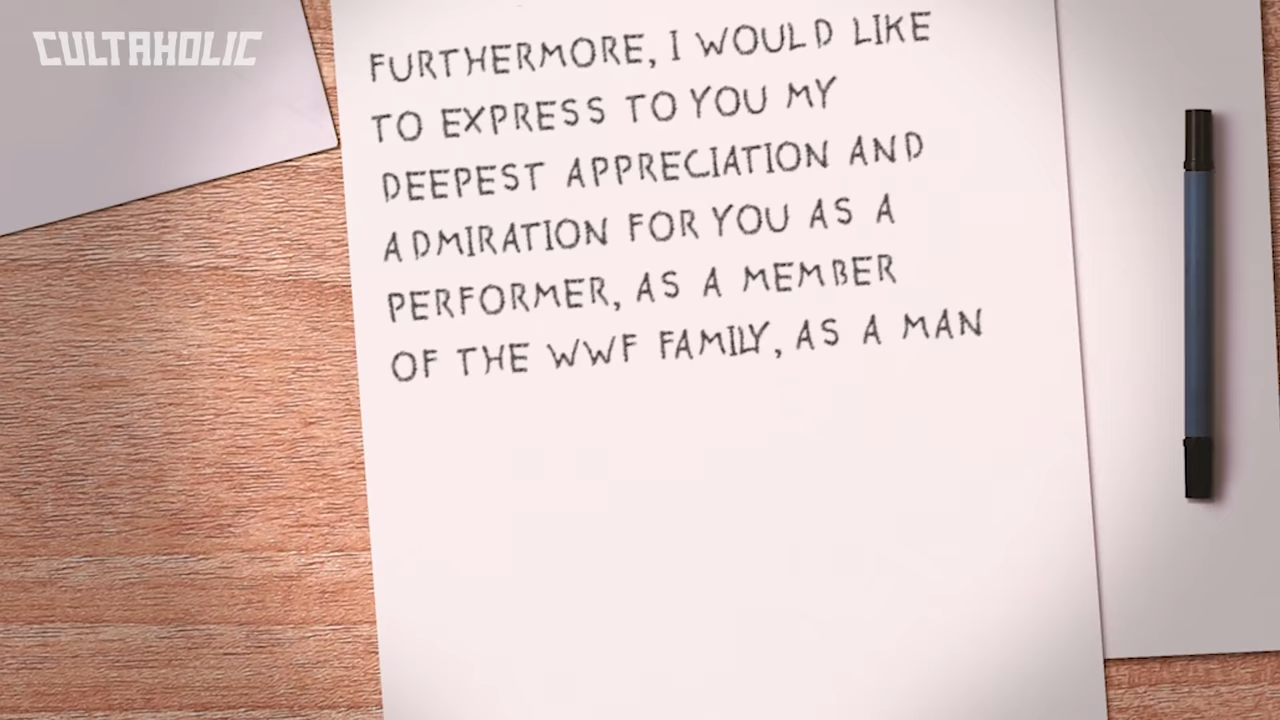 CULTAHOLIC
FURTHERMORE, I WOULD LIKE
TO EXPRESS TO YOU MY
DEEPEST APPRECIATION AND
ADMIRATION FOR YOU AS A
PERFORMER, AS A MEMBER
OF THE WWF FAMILY, AS A MAN